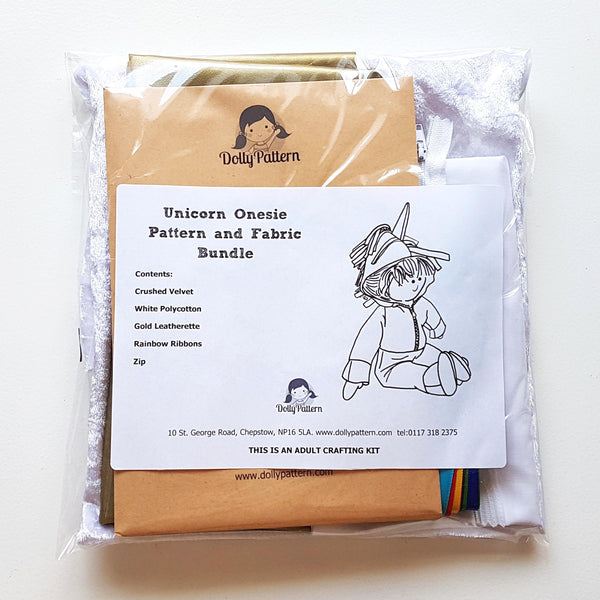 DollyPattern
Unicorn Onesie
Pattern and Fabric
Bundle
Contents:
Crushed Velvet
White Polycotton
Gold Leatherette
Rainbow Ribbons
Zip
DollyPattern
10 St. George Road, Chepstow, NP16 5LA. www.dollypattern.com tel:0117 318 2375
THIS IS AN ADULT CRAFTING KIT
www.dollypattern.com